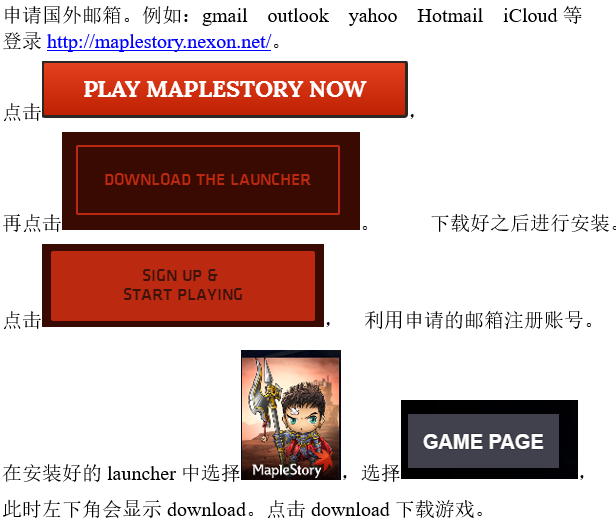 申请国外邮箱。例如：gmail outlook yahoo Hotmail iCloud 等
登录 http://maplestory.nexon.net/。
点击 PLAY MAPLESTORY NOW，
再点击 DOWNLOAD THE LAUNCHER。 下载好之后进行安装。
点击 SIGN UP &
START PLAYING， 利用申请的邮箱注册账号。
在安装好的 launcher 中选择 MapleStory，选择 GAME PAGE，
此时左下角会显示 download。点击 download 下载游戏。